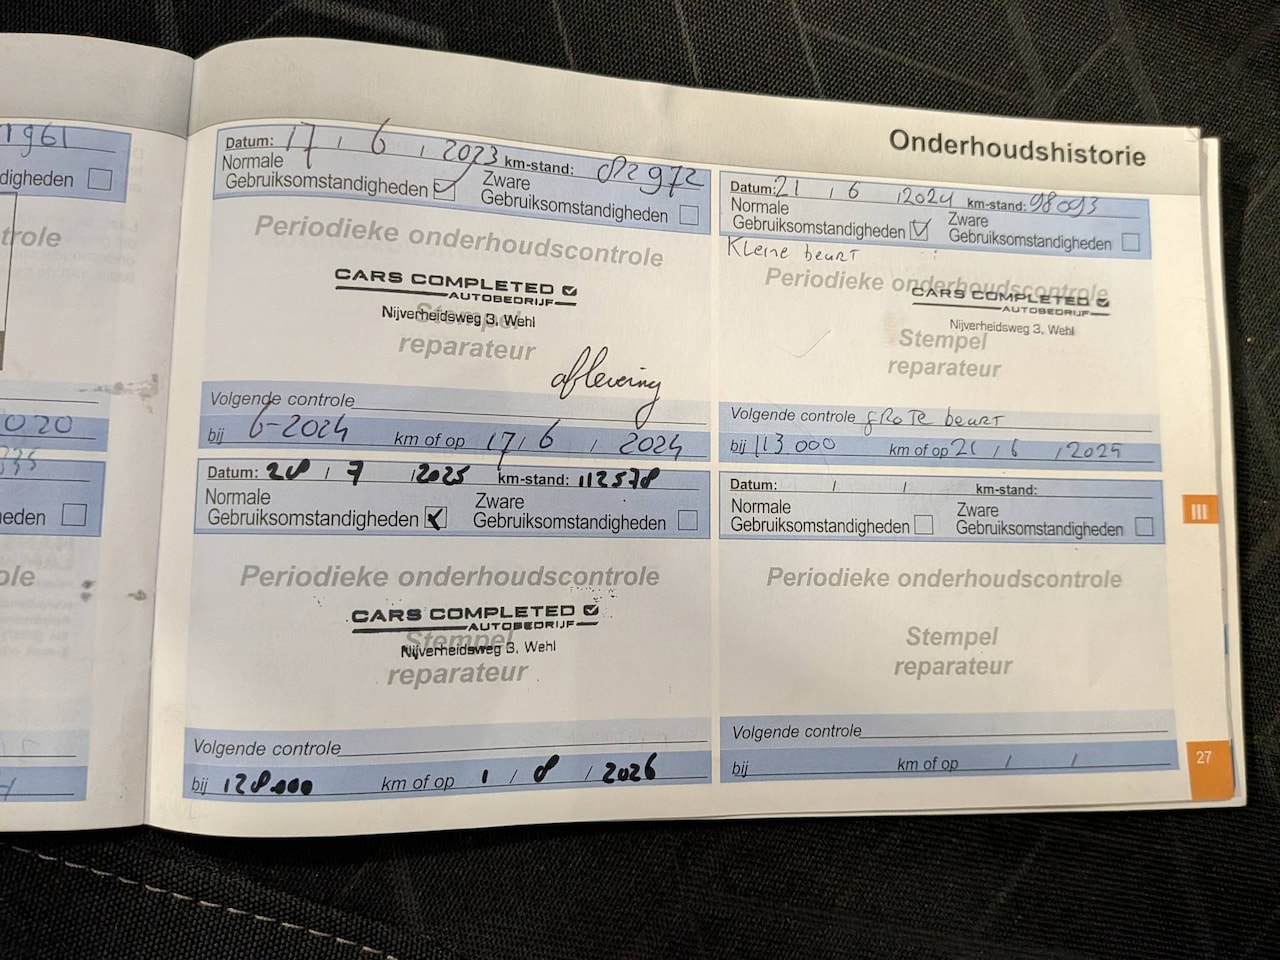 1961
digheden
trole
020
eden
ole
Onderhoudshistorie
Datum: 17 / 6 / 2023 km-stand: 82972
Normale Gebruiksomstandigheden
Zware Gebruiksomstandigheden
Periodieke onderhoudscontrole
CARS COMPLETED
AUTOBEDRIJF
Nijverheidsweg 3, Wehl
Stempel
reparateur
aflevering
Volgende controle
bij 6-2024 km of op 17/ 6 / 2024
Datum: 21 / 6 /2024 km-stand: 98093
Normale Gebruiksomstandigheden
Zware Gebruiksomstandigheden
Kleine beurt
Periodieke onderhoudscontrole
CARS COMPLETED
AUTOBEDRIJF
Nijverheidsweg 3, Wehl
Stempel
reparateur
Volgende controle gROTE beurt
bij 113.000 km of op 21 / 6 / 2025
Datum: 28 / 7 /2025 km-stand: 112578
Normale Gebruiksomstandigheden
Zware Gebruiksomstandigheden
Periodieke onderhoudscontrole
CARS COMPLETED
AUTOBEDRIJF
Stempel
Nijverheidsweg 3, Wehl
reparateur
Volgende controle
bij 128.000 km of op 1 / 8 / 2026
Datum: / / km-stand:
Normale Gebruiksomstandigheden
Zware Gebruiksomstandigheden
Periodieke onderhoudscontrole
Stempel
reparateur
Volgende controle
bij km of op / /
III
27